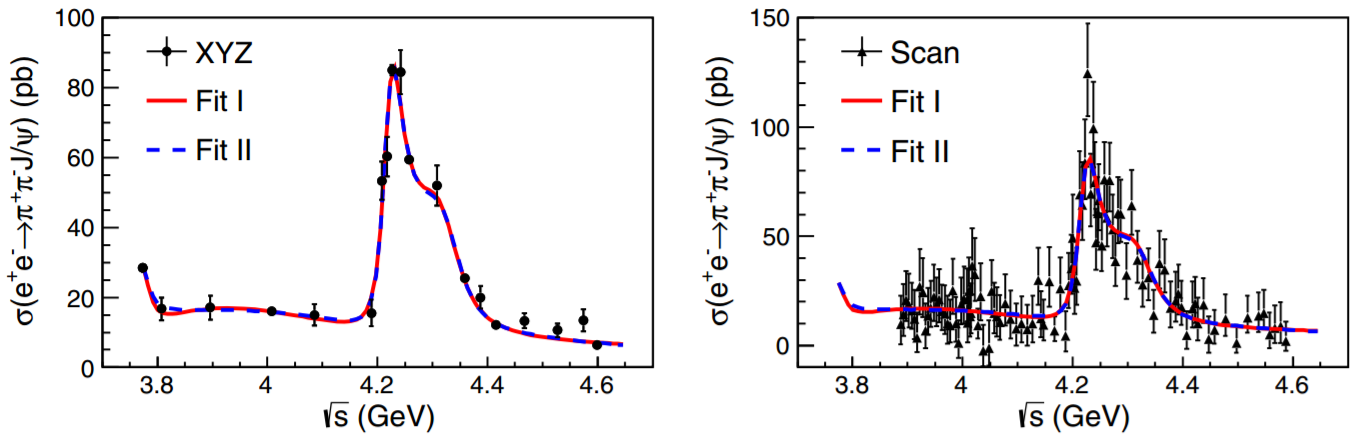 σ(e⁺e⁻→π⁺π⁻J/ψ) (pb)
100
80
60
40
20
0
XYZ
Fit I
Fit II
3.8
4
4.2
4.4
4.6
√s (GeV)
σ(e⁺e⁻→π⁺π⁻J/ψ) (pb)
150
100
50
0
Scan
Fit I
Fit II
3.8
4
4.2
4.4
4.6
√s (GeV)